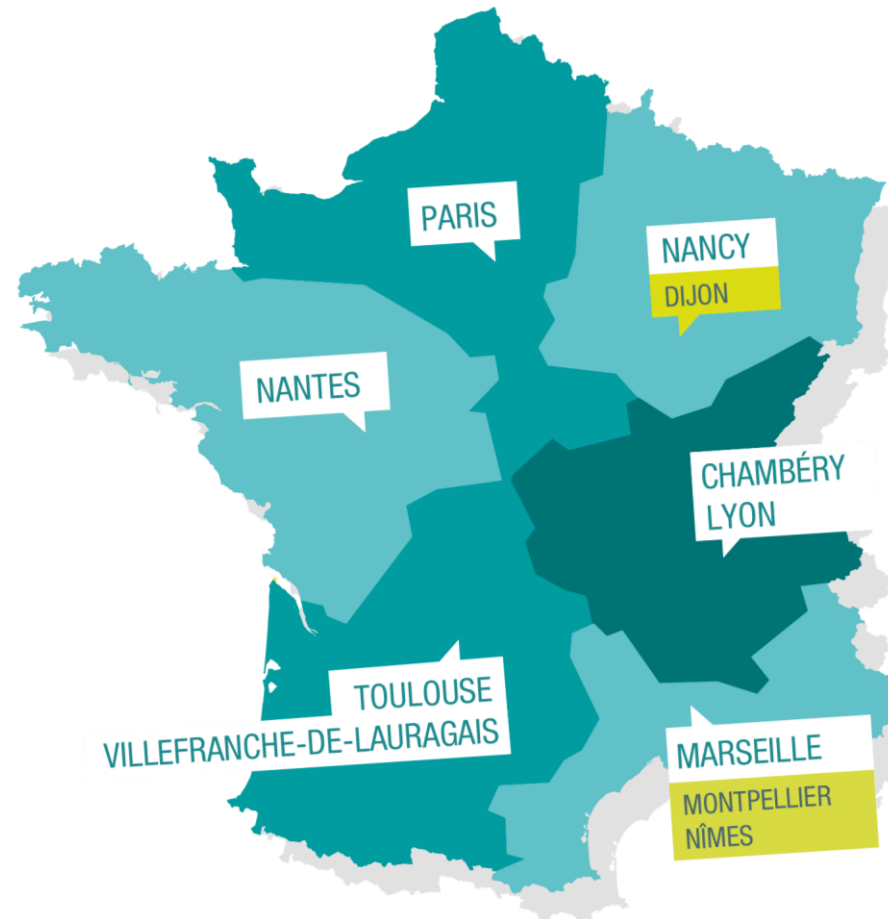 PARIS
NANCY
DIJON
NANTES
CHAMBÉRY
LYON
TOULOUSE
VILLEFRANCHE-DE-LAURAGAIS
MARSEILLE
MONTPELLIER
NÎMES